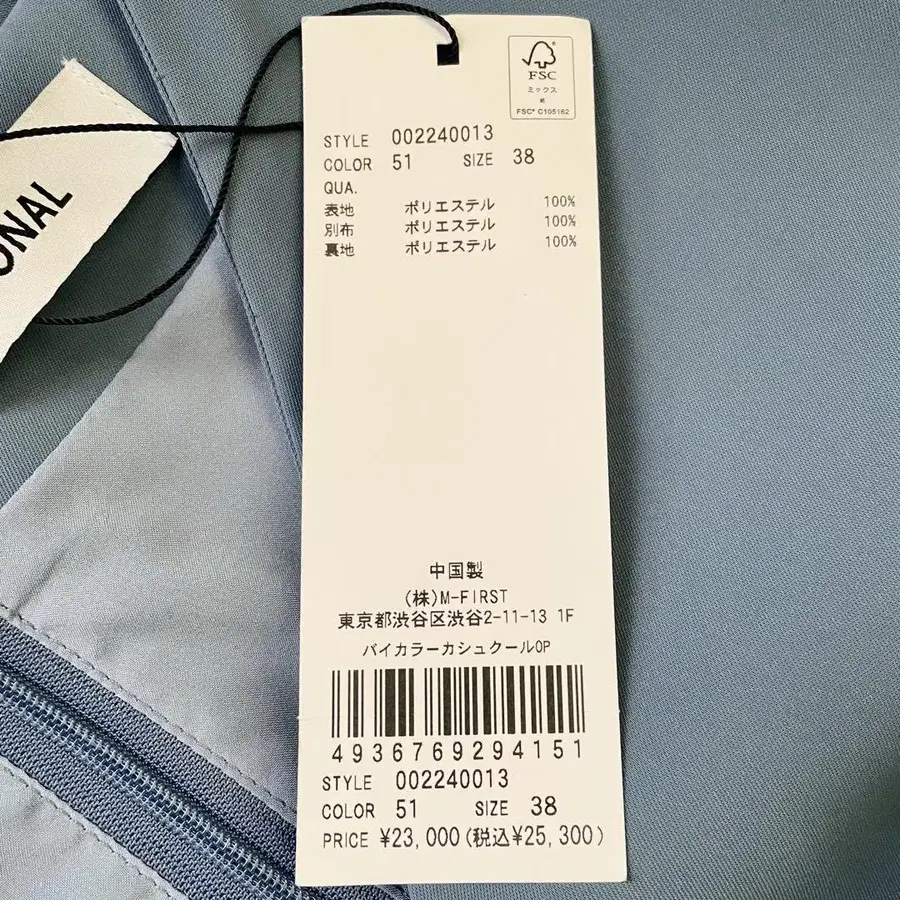 FSC
ミックス
紙
FSC® C105162
STYLE 002240013
COLOR 51 SIZE 38
QUA.
表地 ポリエステル 100%
別布 ポリエステル 100%
裏地 ポリエステル 100%
ONAL
中国製
(株)M-FIRST
東京都渋谷区渋谷2-11-13 1F
バイカラーカシュクールOP
4936769294151
STYLE 002240013
COLOR 51 SIZE 38
PRICE ¥23,000(税込¥25,300)